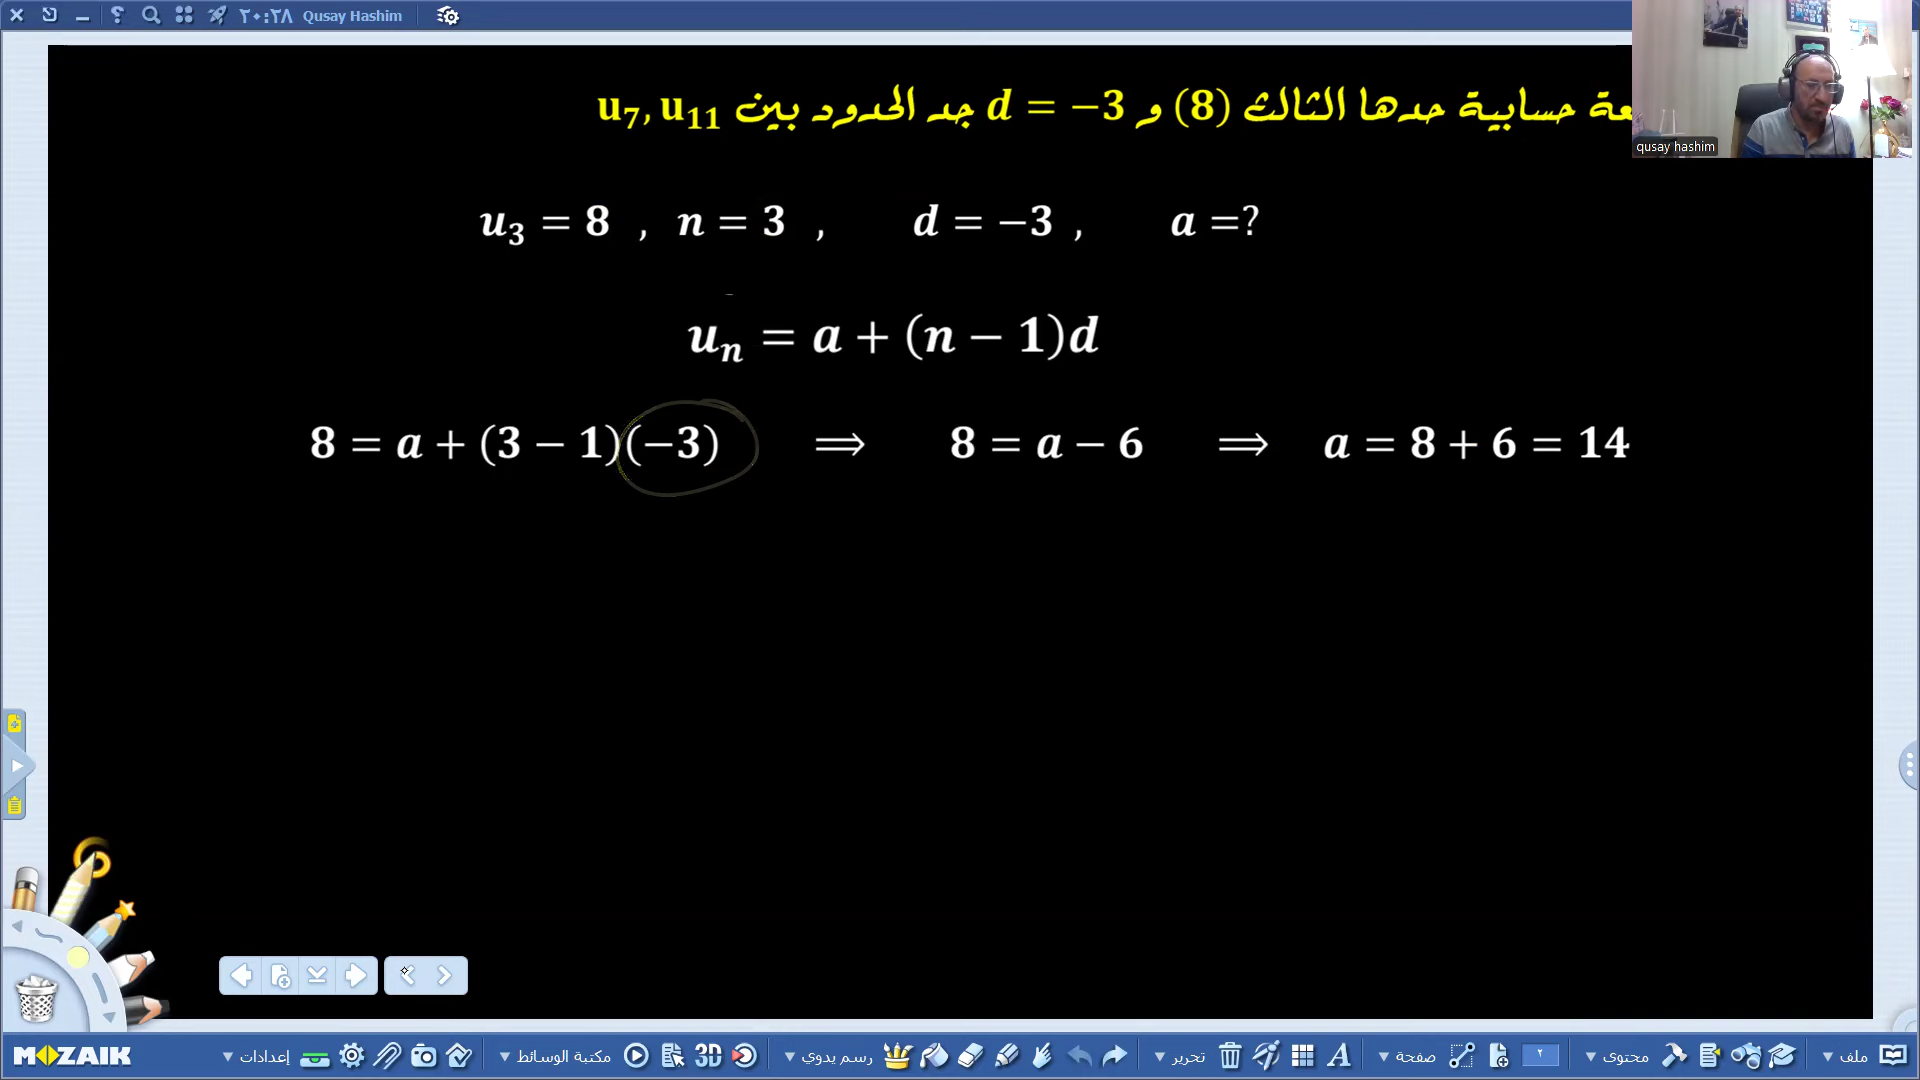 ٢٠:٢٨ Qusay Hashim
qusay hashim
حسابية حدها الثالث (8) و d = −3 جد الحدود بين u₇, u₁₁
u₃ = 8 , n = 3 , d = −3 , a =?
uₙ = a + (n − 1)d
8 = a + (3 − 1)(−3) ⟹ 8 = a − 6 ⟹ a = 8 + 6 = 14
MOZAIK
ملف
محتوى
٢
صفحة
A
تحرير
رسم يدوي
3D
مكتبة الوسائط
إعدادات